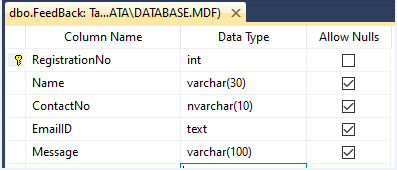 dbo.FeedBack: Ta...ATA\DATABASE.MDF)
Column Name Data Type Allow Nulls
RegistrationNo int
Name varchar(30)
ContactNo nvarchar(10)
EmailID text
Message varchar(100)